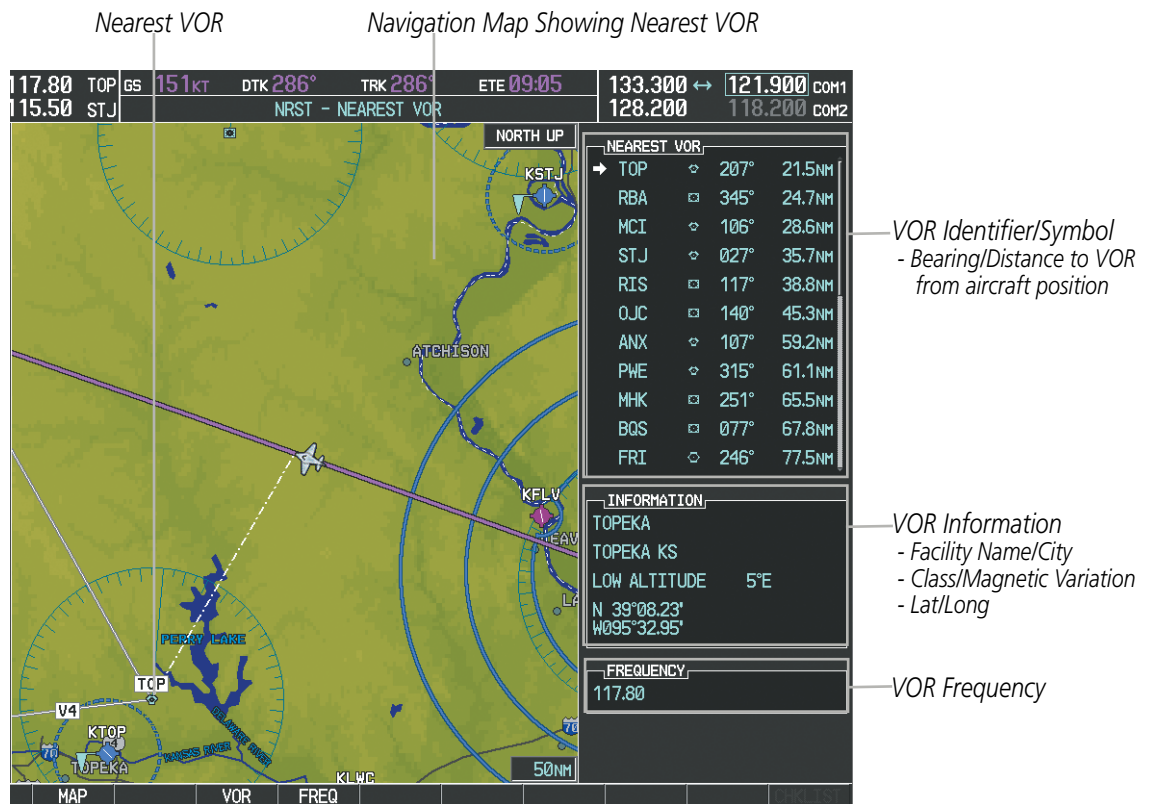 Nearest VOR
Navigation Map Showing Nearest VOR
117.80 TOP GS 151KT DTK 286° TRK 286° ETE 09:05 133.300 ↔ 121.900 COM1
115.50 STJ NRST - NEAREST VOR 128.200 118.200 COM2
NORTH UP
KSTJ
ATCHISON
KFLV
PERRY LAKE
TOP
V4
KTOP
70
TOPEKA
KANSAS RIVER
DELAWARE RIVER
KLWC
70
50NM
NEAREST VOR
TOP 207° 21.5NM
RBA 345° 24.7NM
MCI 106° 28.6NM
STJ 027° 35.7NM
RIS 117° 38.8NM
OJC 140° 45.3NM
ANX 107° 59.2NM
PWE 315° 61.1NM
MHK 251° 65.5NM
BQS 077° 67.8NM
FRI 246° 77.5NM
INFORMATION
TOPEKA
TOPEKA KS
LOW ALTITUDE 5°E
N 39°08.23'
W095°32.95'
FREQUENCY
117.80
VOR Identifier/Symbol
- Bearing/Distance to VOR
from aircraft position
VOR Information
- Facility Name/City
- Class/Magnetic Variation
- Lat/Long
VOR Frequency
MAP VOR FREQ CHKLIST